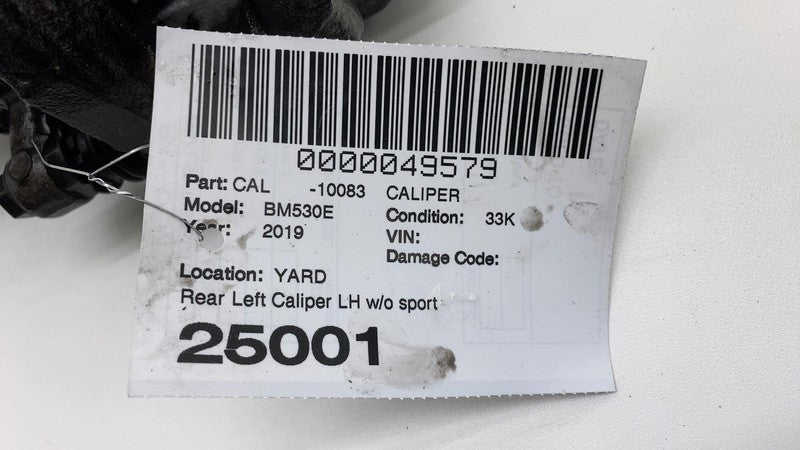 0000049579
Part: CAL -10083 CALIPER
Model: BM530E Condition: 33K
Year: 2019 VIN:
Damage Code:
Location: YARD
Rear Left Caliper LH w/o sport
25001